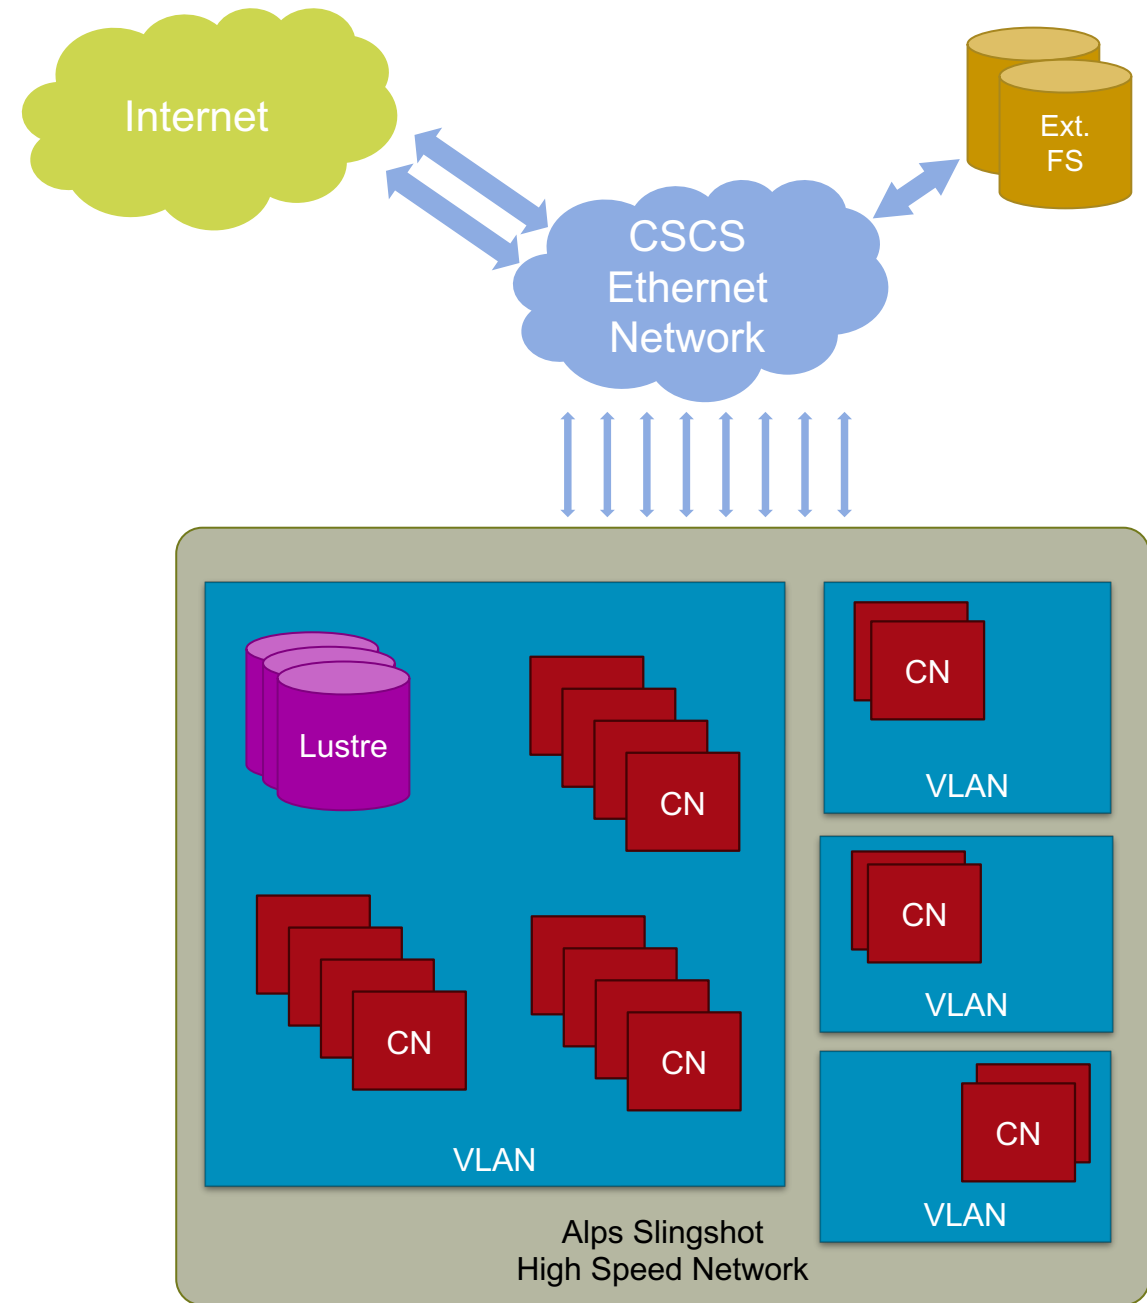 Internet
Ext.
FS
CSCS
Ethernet
Network
Lustre
CN
CN
CN
VLAN
CN
VLAN
CN
VLAN
CN
VLAN
Alps Slingshot
High Speed Network